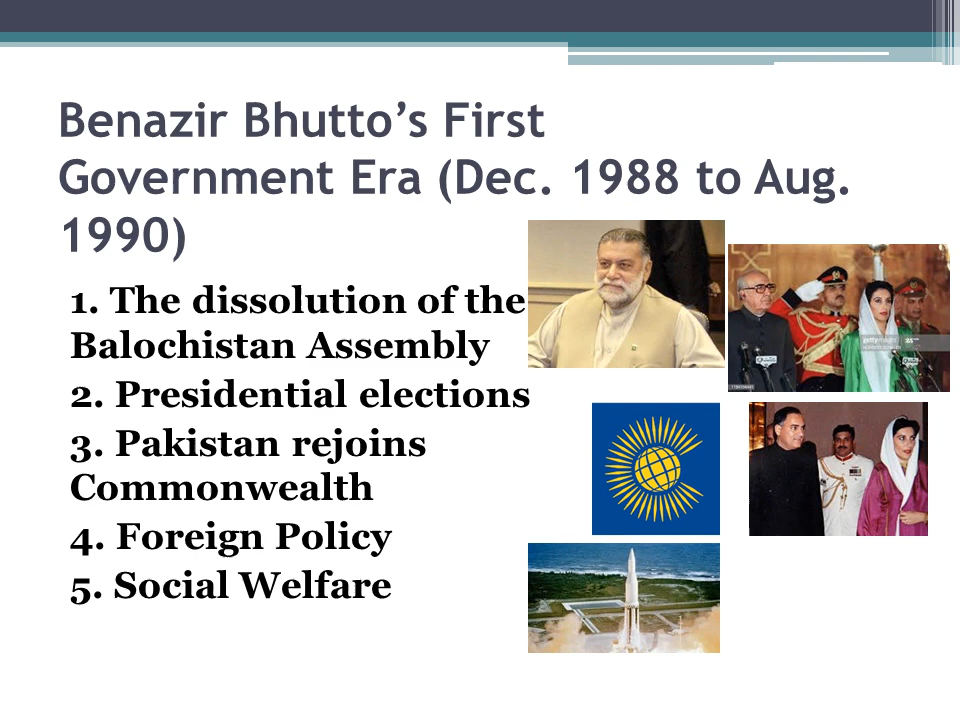 Benazir Bhutto’s First
Government Era (Dec. 1988 to Aug.
1990)
1. The dissolution of the
Balochistan Assembly
2. Presidential elections
3. Pakistan rejoins
Commonwealth
4. Foreign Policy
5. Social Welfare
gettyimages